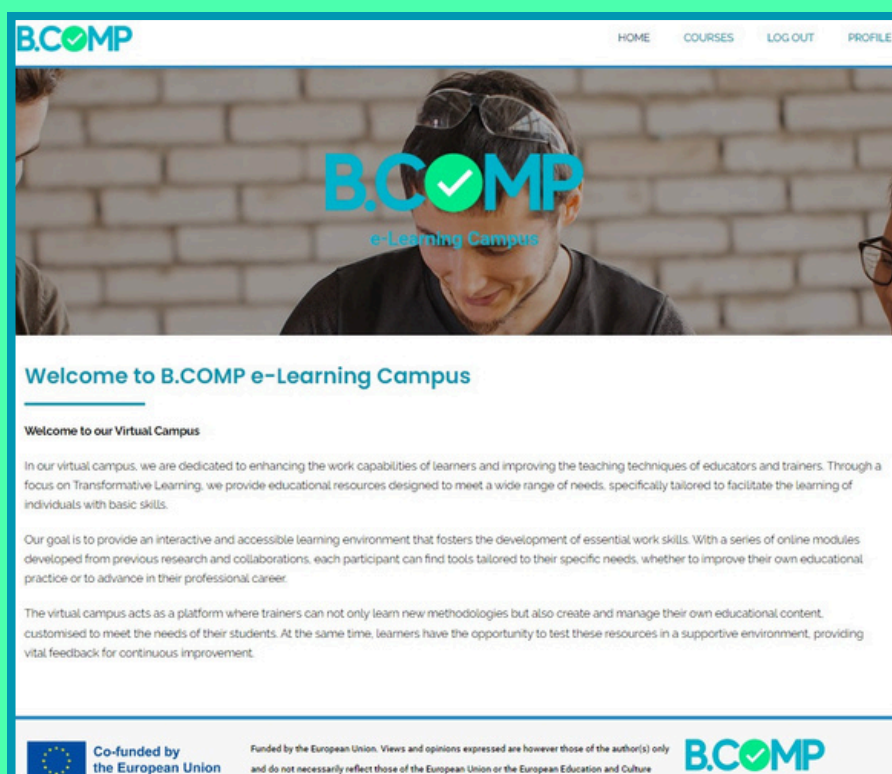 B.COMP
HOME COURSES LOG OUT PROFILE
B.COMP
e-Learning Campus
Welcome to B.COMP e-Learning Campus
Welcome to our Virtual Campus
In our virtual campus, we are dedicated to enhancing the work capabilities of learners and improving the teaching techniques of educators and trainers. Through a
focus on Transformative Learning, we provide educational resources designed to meet a wide range of needs, specifically tailored to facilitate the learning of
individuals with basic skills.
Our goal is to provide an interactive and accessible learning environment that fosters the development of essential work skills. With a series of online modules
developed from previous research and collaborations, each participant can find tools tailored to their specific needs, whether to improve their own educational
practice or to advance in their professional career.
The virtual campus acts as a platform where trainers can not only learn new methodologies but also create and manage their own educational content,
customised to meet the needs of their students. At the same time, learners have the opportunity to test these resources in a supportive environment, providing
vital feedback for continuous improvement.
Co-funded by
the European Union
Funded by the European Union. Views and opinions expressed are however those of the author(s) only
and do not necessarily reflect those of the European Union or the European Education and Culture
B.COMP